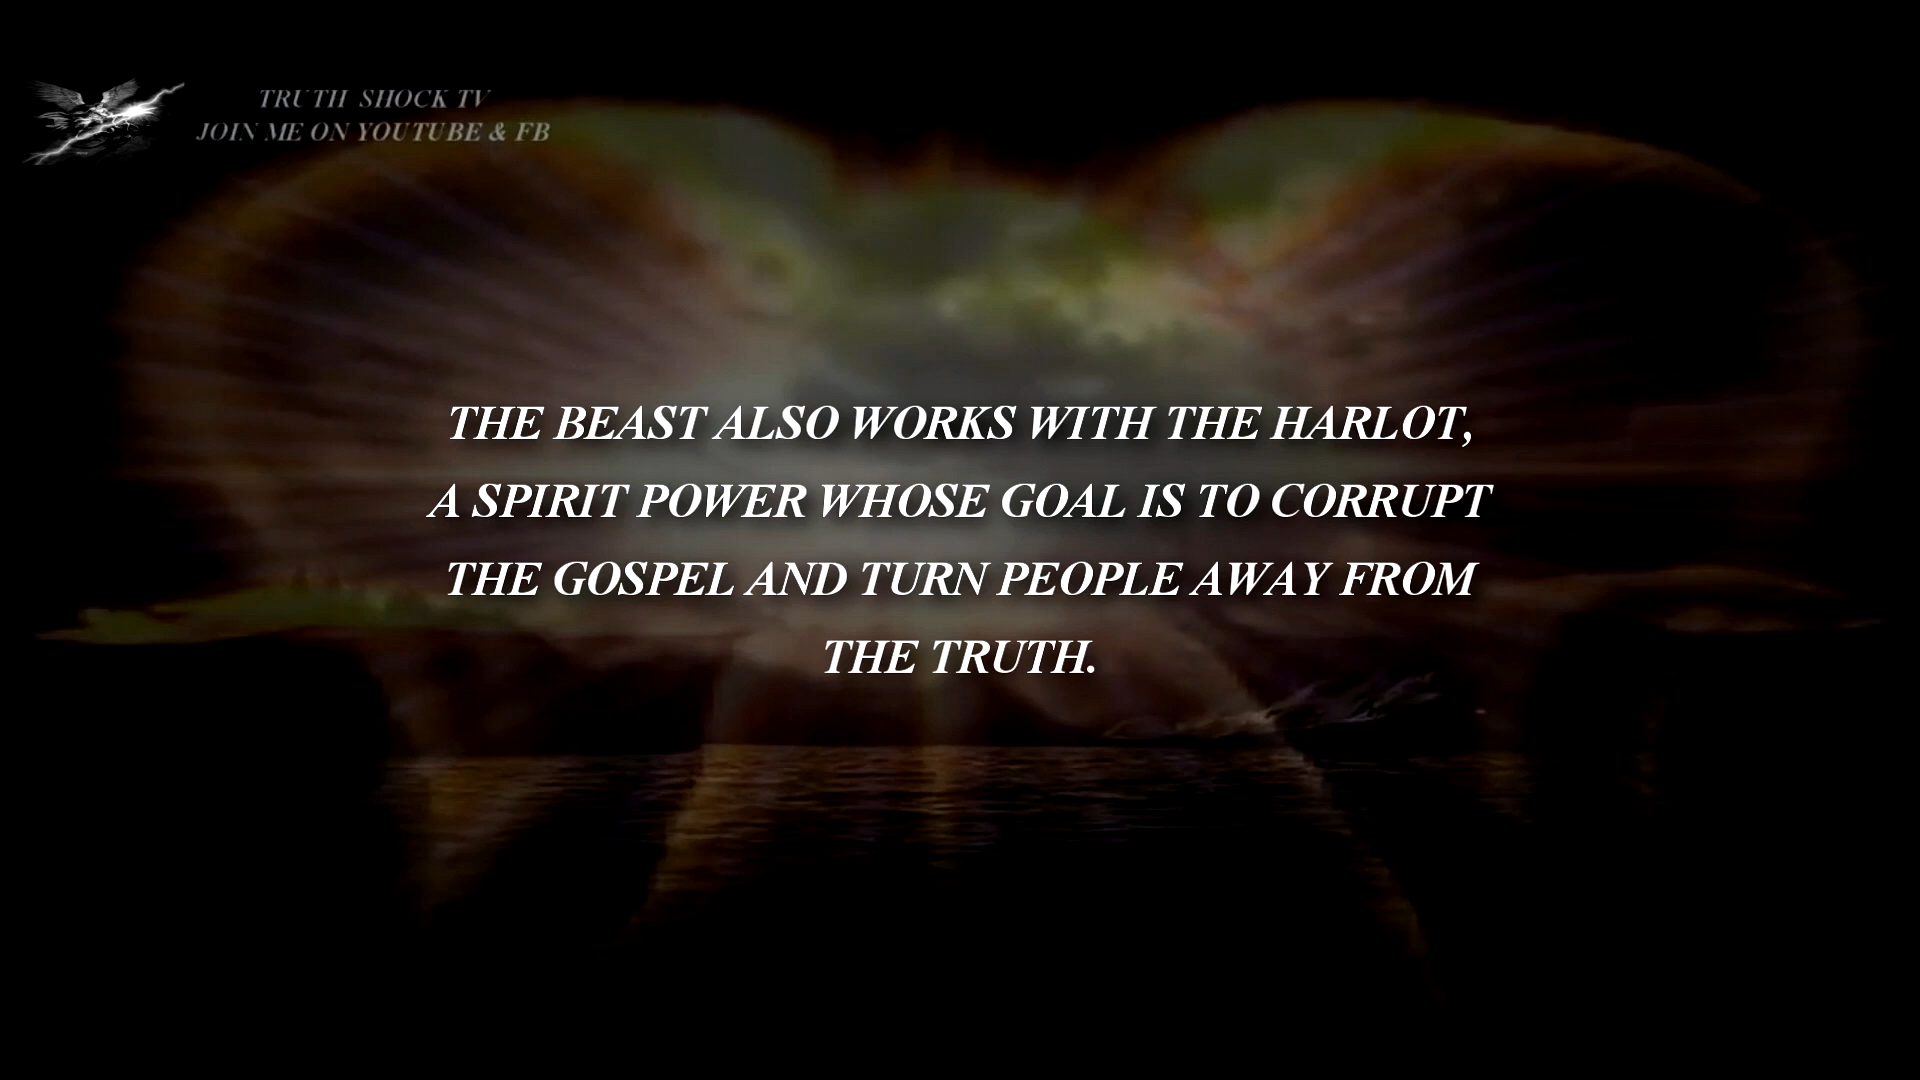 TRUTH SHOCK TV
JOIN ME ON YOUTUBE & FB
THE BEAST ALSO WORKS WITH THE HARLOT,
A SPIRIT POWER WHOSE GOAL IS TO CORRUPT
THE GOSPEL AND TURN PEOPLE AWAY FROM
THE TRUTH.